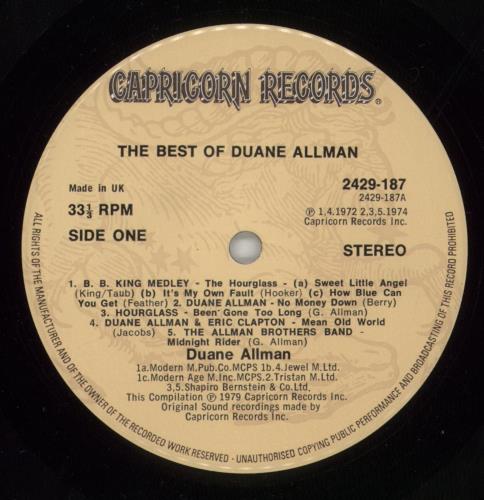 CAPRICORN RECORDS®
THE BEST OF DUANE ALLMAN
Made in UK
33⅓ RPM
SIDE ONE
2429-187
2429-187A
℗ 1,4.1972 2,3,5.1974
Capricorn Records Inc.
STEREO
1. B. B. KING MEDLEY - The Hourglass - (a) Sweet Little Angel
(King/Taub) (b) It's My Own Fault (Hooker) (c) How Blue Can
You Get (Feather) 2. DUANE ALLMAN - No Money Down (Berry)
3. HOURGLASS - Been Gone Too Long (G. Allman)
4. DUANE ALLMAN & ERIC CLAPTON - Mean Old World
(Jacobs) 5. THE ALLMAN BROTHERS BAND -
Midnight Rider (G. Allman)
Duane Allman
1a.Modern M.Pub.Co.MCPS 1b.4.Jewel M.Ltd.
1c.Modern Age M.Inc.MCPS.2.Tristan M.Ltd.
3,5.Shapiro Bernstein & Co.Ltd.
This Compilation ℗ 1979 Capricorn Records Inc.
Original Sound recordings made by
Capricorn Records Inc.
ALL RIGHTS OF THE MANUFACTURER AND OF THE OWNER OF THE RECORDED WORK RESERVED - UNAUTHORISED COPYING PUBLIC PERFORMANCE AND BROADCASTING OF THIS RECORD PROHIBITED